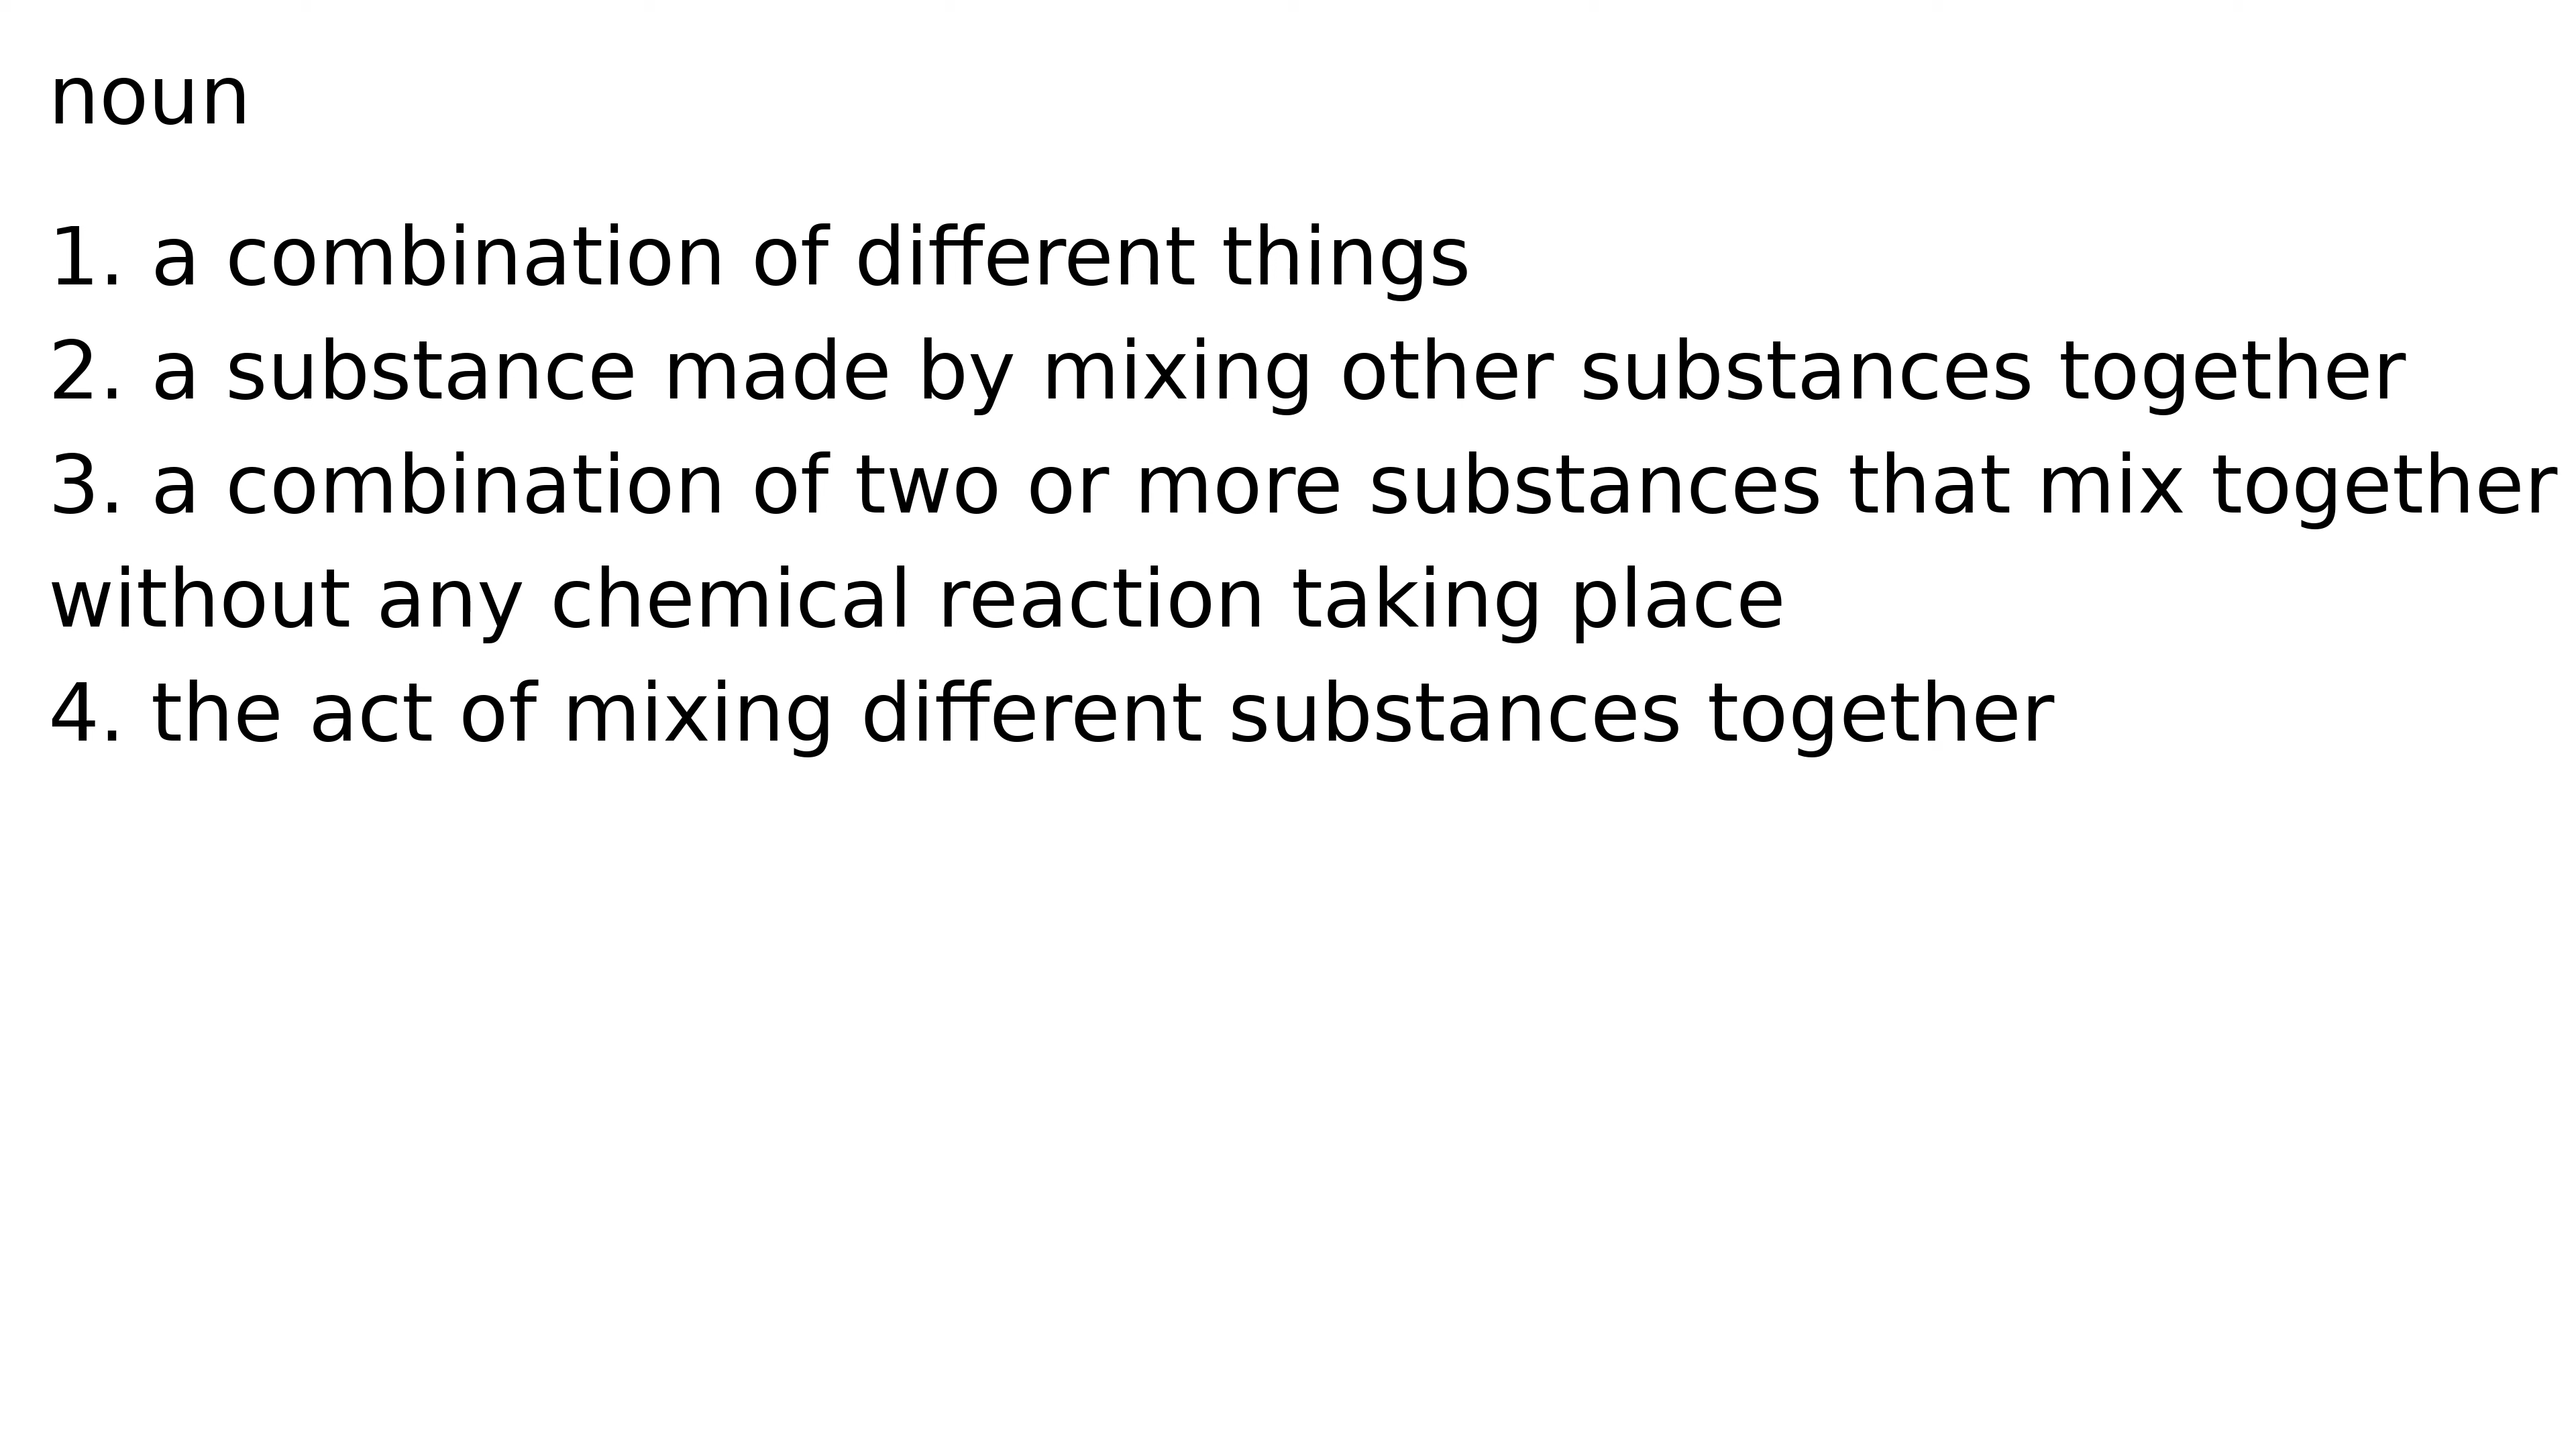 noun
1. a combination of different things
2. a substance made by mixing other substances together
3. a combination of two or more substances that mix together
without any chemical reaction taking place
4. the act of mixing different substances together